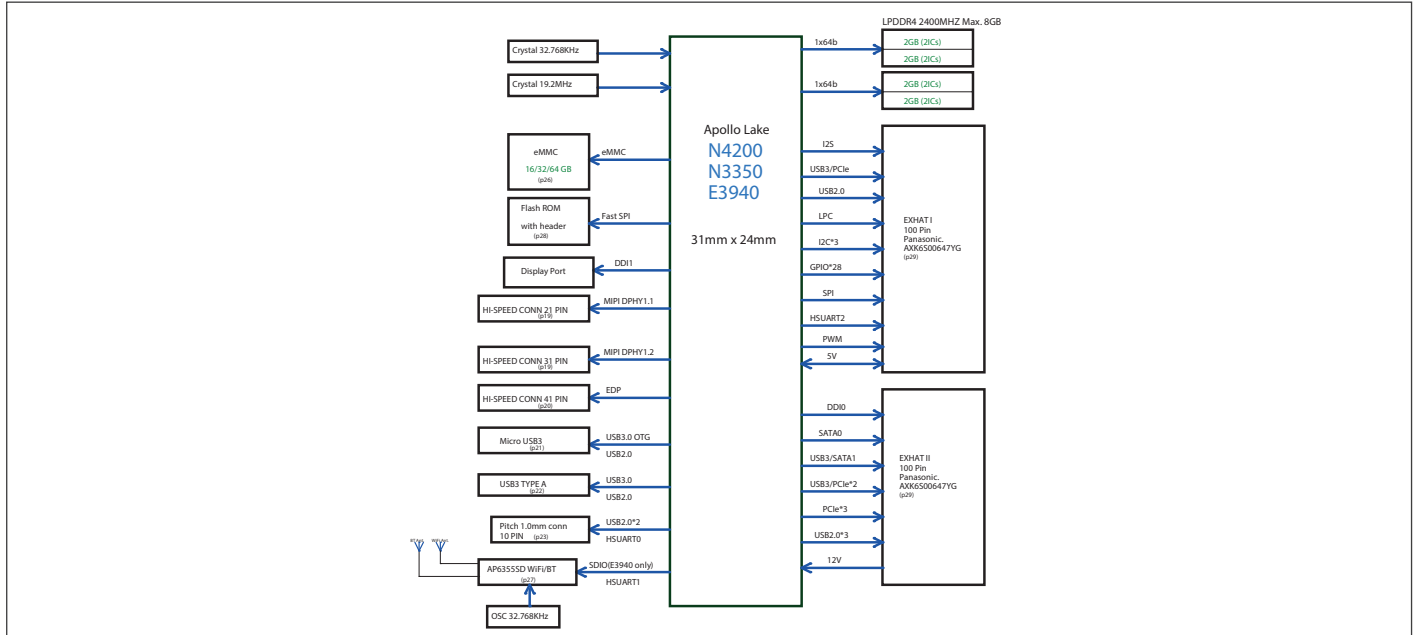 LPDDR4 2400MHZ Max. 8GB
Crystal 32.768KHz
Crystal 19.2MHz
eMMC
16/32/64 GB
(p26)
eMMC
Flash ROM
with header
(p28)
Fast SPI
Display Port
DDI1
HI-SPEED CONN 21 PIN
(p19)
MIPI DPHY1.1
HI-SPEED CONN 31 PIN
(p19)
MIPI DPHY1.2
HI-SPEED CONN 41 PIN
(p20)
EDP
Micro USB3
(p21)
USB3.0 OTG
USB2.0
USB3 TYPE A
(p22)
USB3.0
USB2.0
Pitch 1.0mm conn
10 PIN (p23)
USB2.0*2
HSUART0
AP6355SD WiFi/BT
(p27)
SDIO(E3940 only)
HSUART1
OSC 32.768KHz
Apollo Lake
N4200
N3350
E3940
31mm x 24mm
1x64b
2GB (2ICs)
2GB (2ICs)
1x64b
2GB (2ICs)
2GB (2ICs)
I2S
USB3/PCIe
USB2.0
LPC
I2C*3
GPIO*28
SPI
HSUART2
PWM
5V
EXHAT I
100 Pin
Panasonic.
AXK6S00647YG
(p29)
DDI0
SATA0
USB3/SATA1
USB3/PCIe*2
PCIe*3
USB2.0*3
12V
EXHAT II
100 Pin
Panasonic.
AXK6S00647YG
(p29)